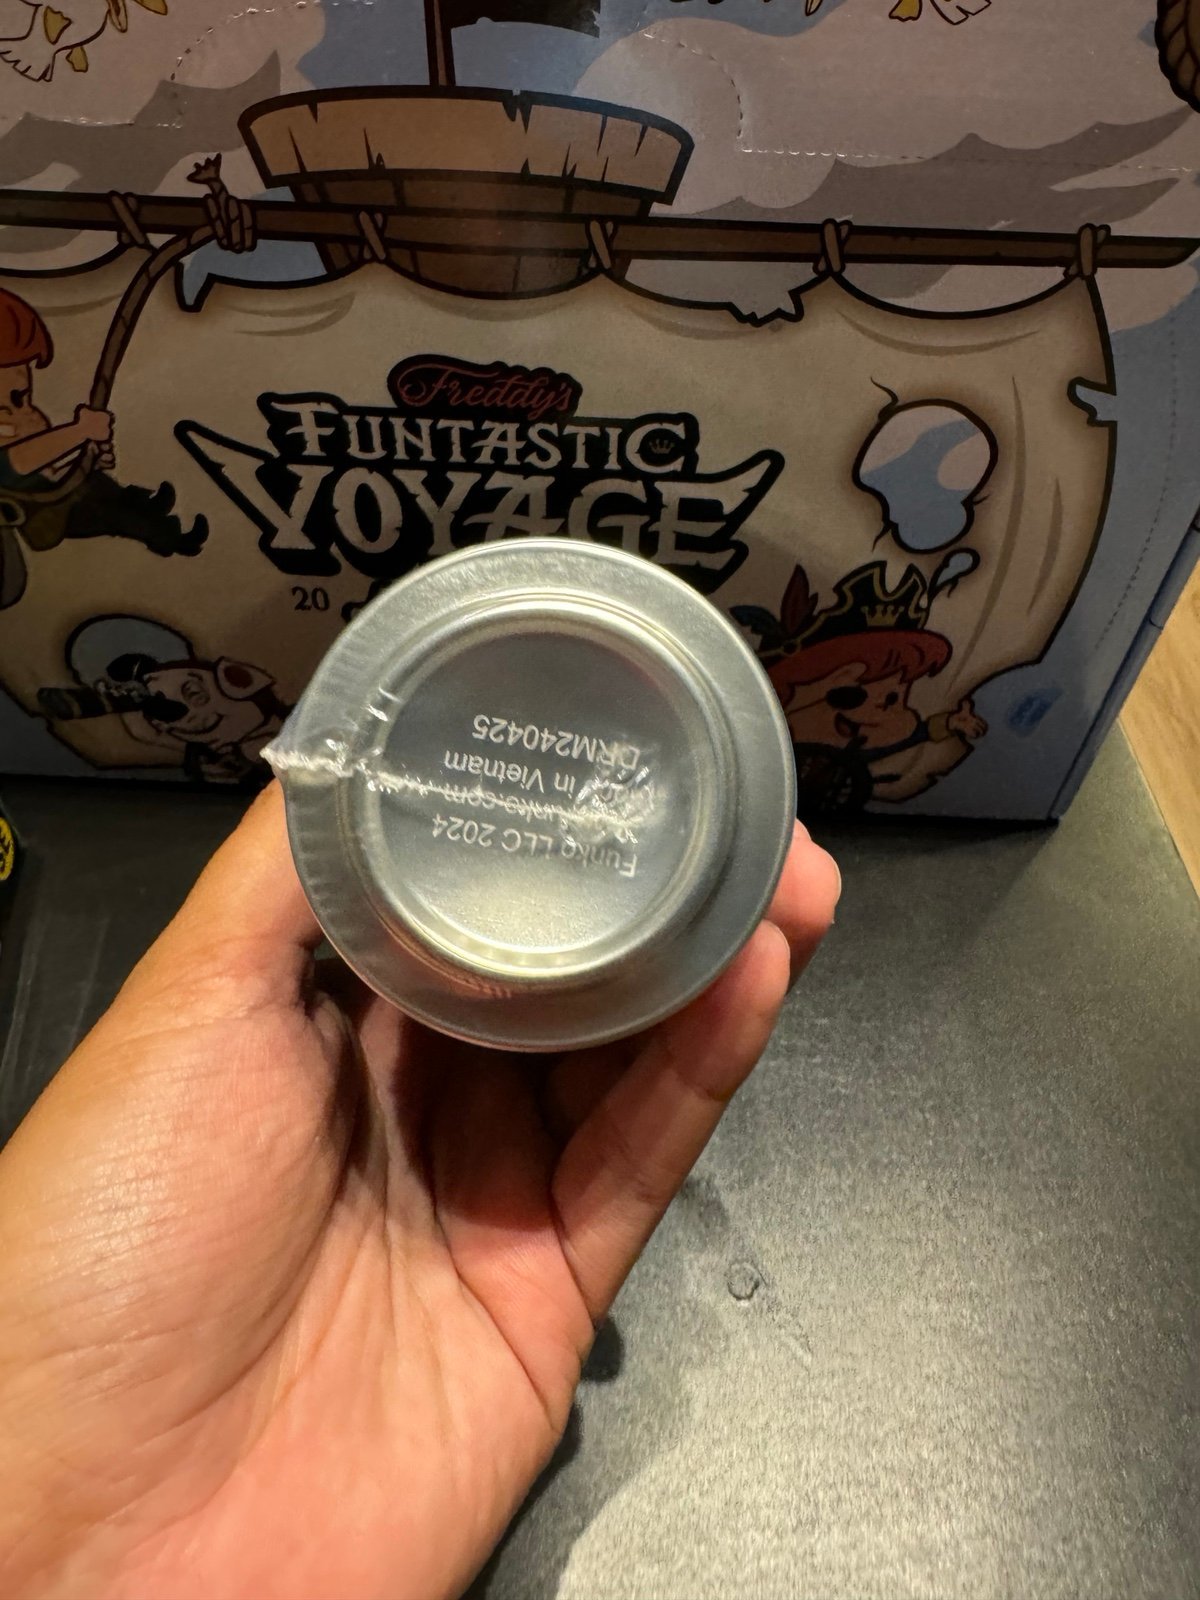 Freddy's
FUNTASTIC
VOYAGE
20
Funko LLC 2024
in Vietnam
DRM240425